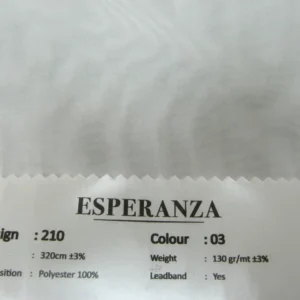 ESPERANZA
ign : 210 Colour : 03
: 320cm ±3% Weight : 130 gr/mt ±3%
sition : Polyester 100% Leadband : Yes